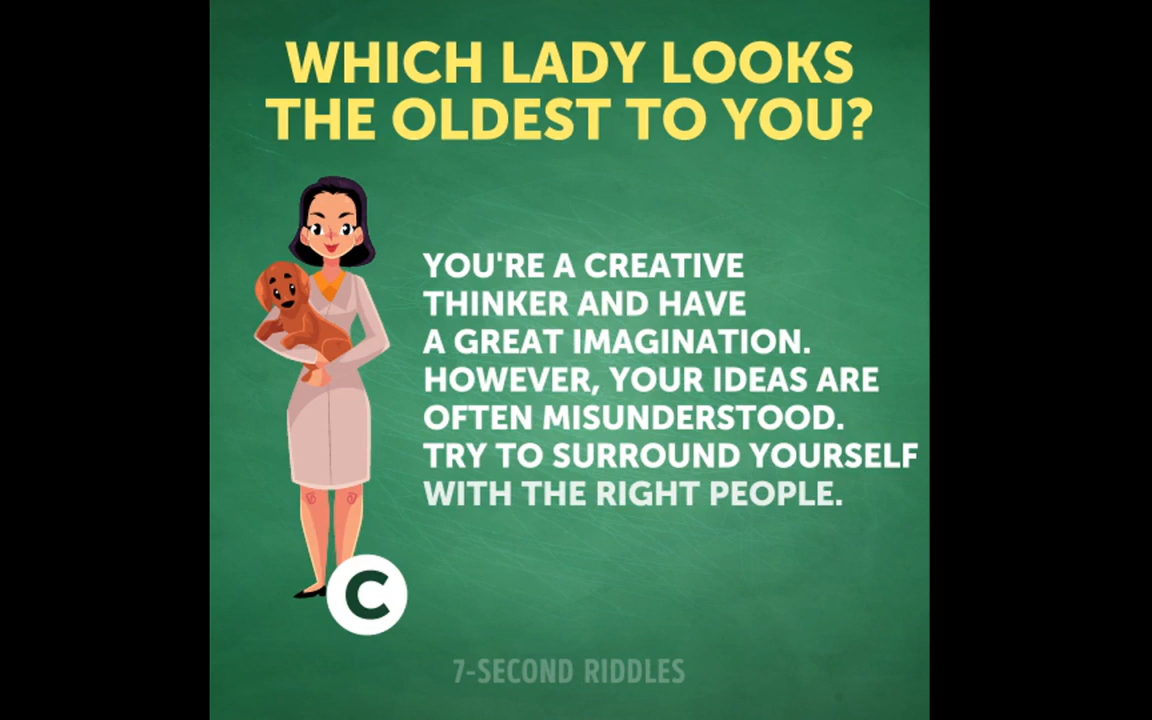 WHICH LADY LOOKS
THE OLDEST TO YOU?
YOU'RE A CREATIVE
THINKER AND HAVE
A GREAT IMAGINATION.
HOWEVER, YOUR IDEAS ARE
OFTEN MISUNDERSTOOD.
TRY TO SURROUND YOURSELF
WITH THE RIGHT PEOPLE.
C
7-SECOND RIDDLES